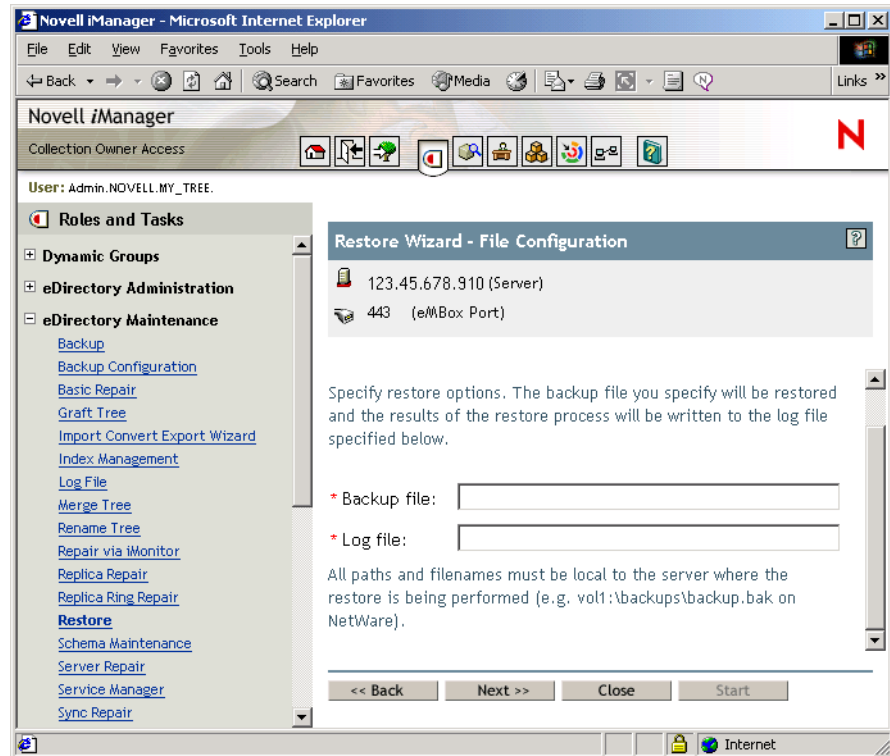 Novell iManager - Microsoft Internet Explorer
File Edit View Favorites Tools Help
Back Search Favorites Media Links »
Novell iManager
Collection Owner Access
N
User: Admin.NOVELL.MY_TREE.
Roles and Tasks
Dynamic Groups
eDirectory Administration
eDirectory Maintenance
Backup
Backup Configuration
Basic Repair
Graft Tree
Import Convert Export Wizard
Index Management
Log File
Merge Tree
Rename Tree
Repair via iMonitor
Replica Repair
Replica Ring Repair
Restore
Schema Maintenance
Server Repair
Service Manager
Sync Repair
Restore Wizard - File Configuration ?
123.45.678.910 (Server)
443 (eMBox Port)
Specify restore options. The backup file you specify will be restored
and the results of the restore process will be written to the log file
specified below.
* Backup file:
* Log file:
All paths and filenames must be local to the server where the
restore is being performed (e.g. vol1:\backups\backup.bak on
NetWare).
<< Back Next >> Close Start
Internet